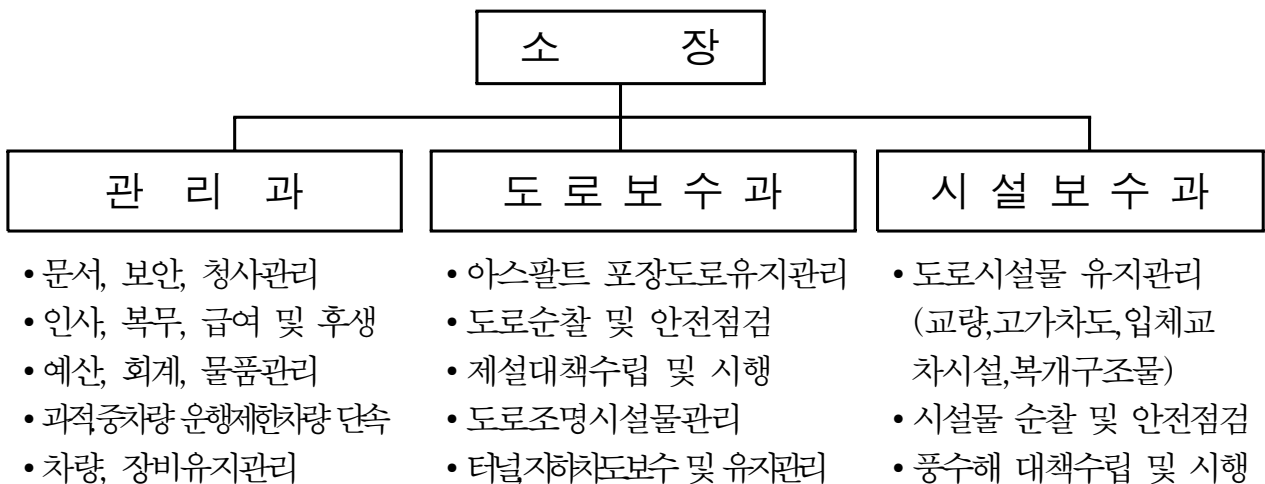 소 장
관 리 과
도 로 보 수 과
시 설 보 수 과
• 문서, 보안, 청사관리
• 인사, 복무, 급여 및 후생
• 예산, 회계, 물품관리
• 과적,중차량 운행제한차량 단속
• 차량, 장비유지관리
• 아스팔트 포장도로유지관리
• 도로순찰 및 안전점검
• 제설대책수립 및 시행
• 도로조명시설물관리
• 터널,지하차도보수 및 유지관리
• 도로시설물 유지관리
(교량,고가차도,입체교
차시설,복개구조물)
• 시설물 순찰 및 안전점검
• 풍수해 대책수립 및 시행